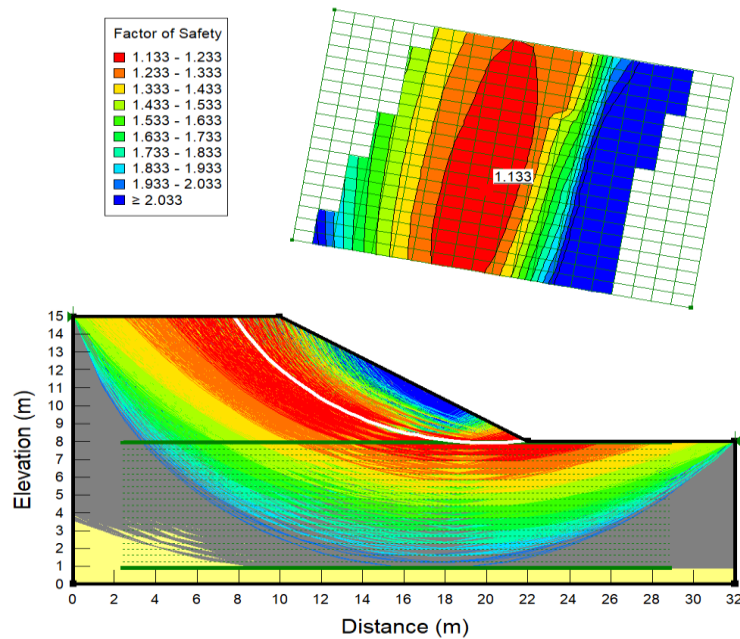 Factor of Safety
1.133 - 1.233
1.233 - 1.333
1.333 - 1.433
1.433 - 1.533
1.533 - 1.633
1.633 - 1.733
1.733 - 1.833
1.833 - 1.933
1.933 - 2.033
≥ 2.033
1.133
15
14
13
12
11
10
9
8
7
6
5
4
3
2
1
0
Elevation (m)
0 2 4 6 8 10 12 14 16 18 20 22 24 26 28 30 32
Distance (m)